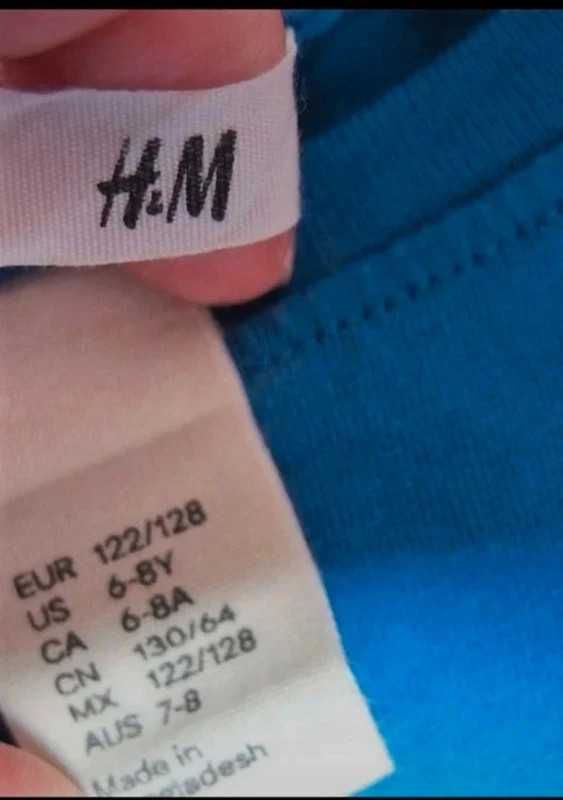 H&M
EUR 122/128
US 6-8Y
CA 6-8A
CN 130/64
MX 122/128
AUS 7-8
Made in